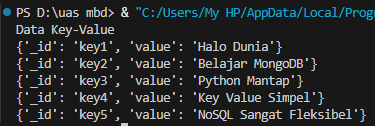 PS D:\uas mbd> & "C:/Users/My HP/AppData/Local/Prog
Data Key-Value
{'_id': 'key1', 'value': 'Halo Dunia'}
{'_id': 'key2', 'value': 'Belajar MongoDB'}
{'_id': 'key3', 'value': 'Python Mantap'}
{'_id': 'key4', 'value': 'Key Value Simpel'}
{'_id': 'key5', 'value': 'NoSQL Sangat Fleksibel'}